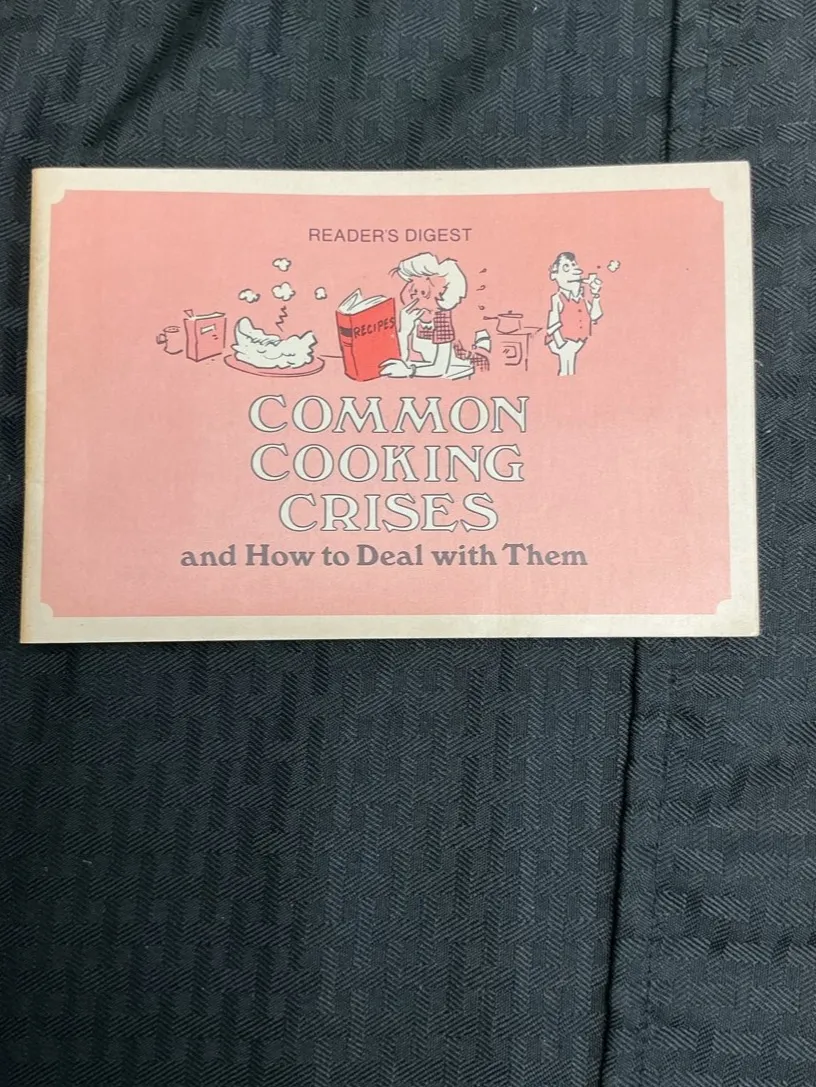 READER'S DIGEST
RECIPES
COMMON
COOKING
CRISES
and How to Deal with Them